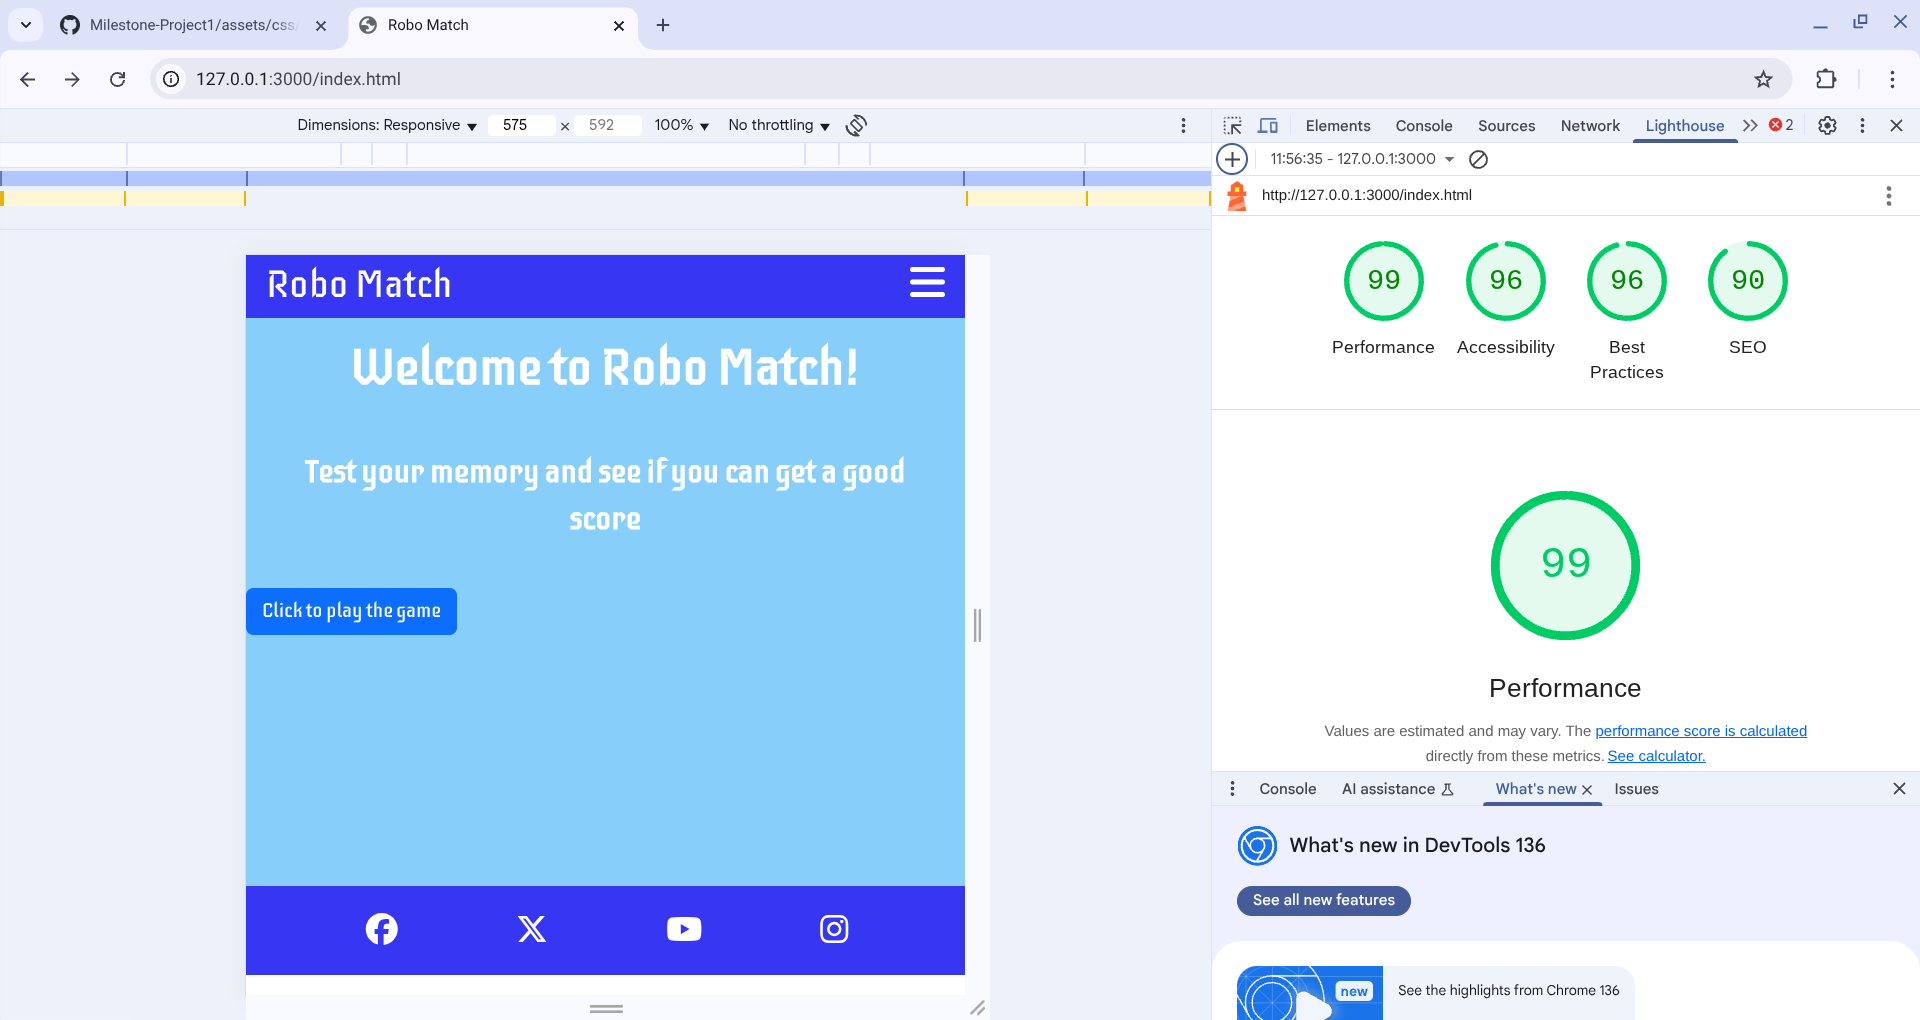 Milestone-Project1/assets/css/
Robo Match
127.0.0.1:3000/index.html
Dimensions: Responsive 575 × 592 100% No throttling
Elements Console Sources Network Lighthouse 2
11:56:35 - 127.0.0.1:3000
http://127.0.0.1:3000/index.html
Robo Match
Welcome to Robo Match!
Test your memory and see if you can get a good
score
Click to play the game
99 96 96 90
Performance Accessibility Best SEO
Practices
99
Performance
Values are estimated and may vary. The performance score is calculated
directly from these metrics. See calculator.
Console AI assistance What's new Issues
What's new in DevTools 136
See all new features
new
See the highlights from Chrome 136